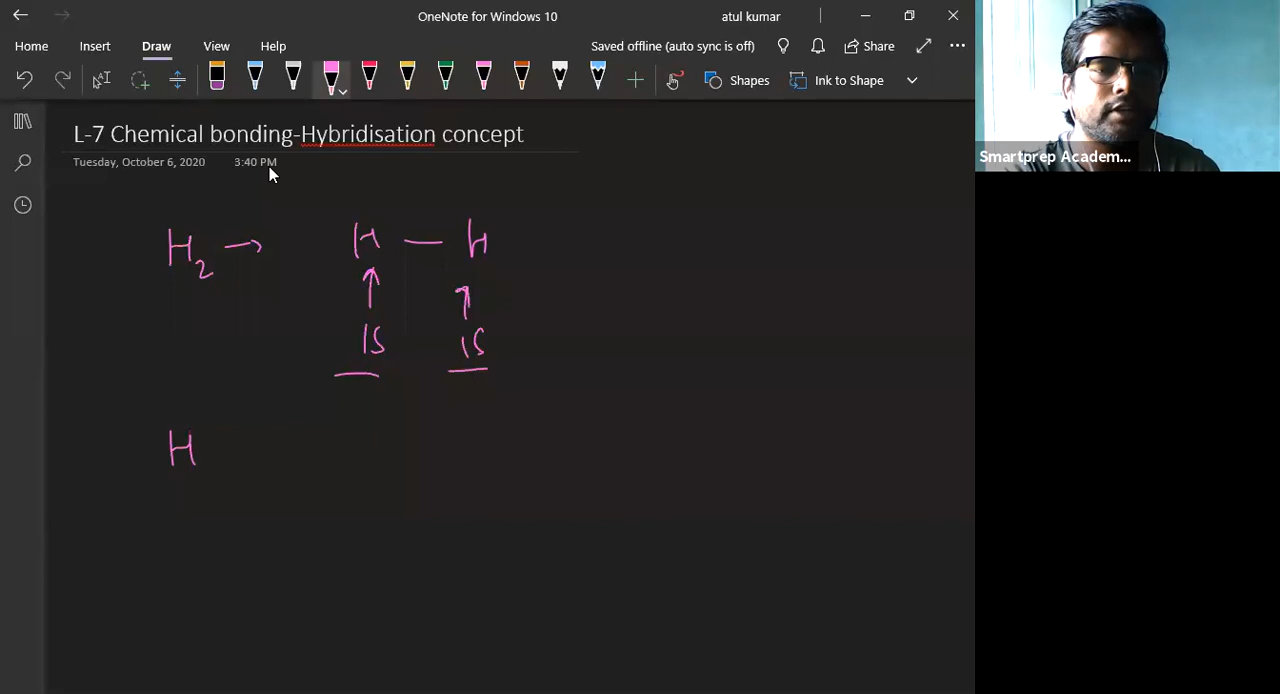 OneNote for Windows 10
atul kumar
Home Insert Draw View Help
Saved offline (auto sync is off)
Share
Shapes
Ink to Shape
L-7 Chemical bonding-Hybridisation concept
Tuesday, October 6, 2020 3:40 PM
Smartprep Academ...
H2 → H — H
↑ ↑
1S 1S
H